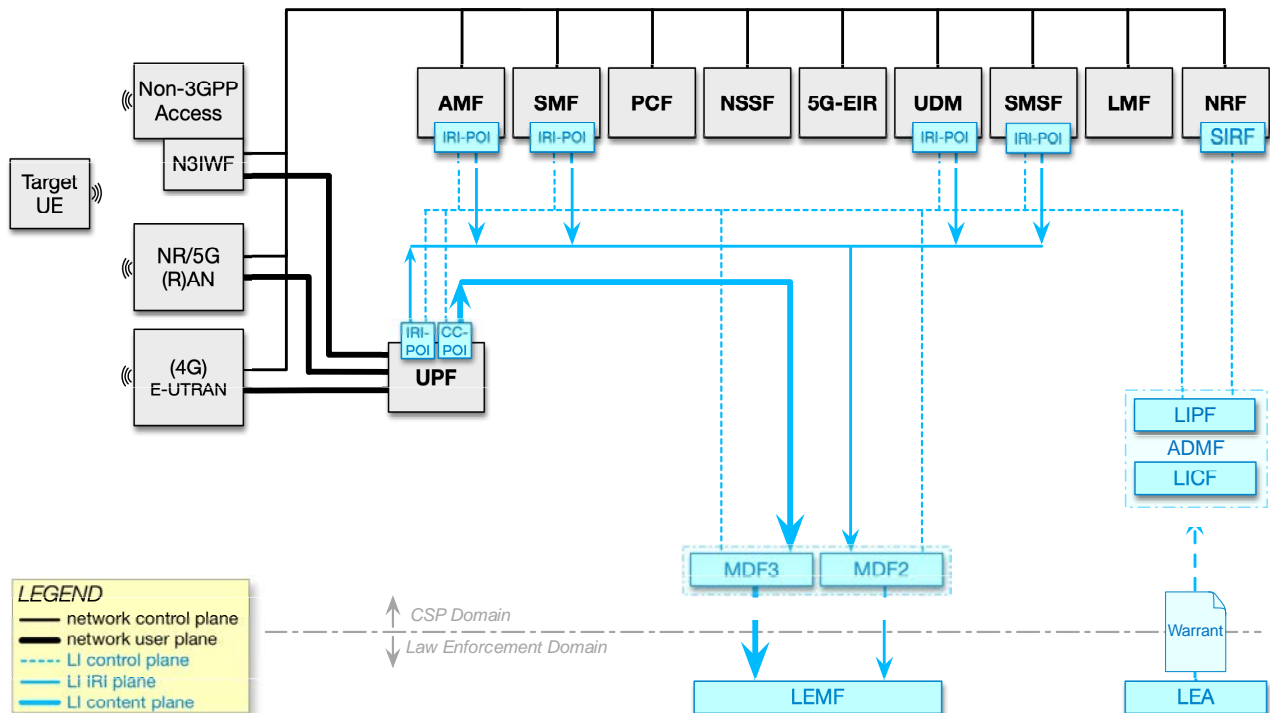 Non-3GPP
Access
N3IWF
Target
UE
NR/5G
(R)AN
(4G)
E-UTRAN
AMF
SMF
PCF
NSSF
5G-EIR
UDM
SMSF
LMF
NRF
IRI-POI
IRI-POI
IRI-POI
IRI-POI
SIRF
IRI-
POI
CC-
POI
UPF
LIPF
ADMF
LICF
MDF3
MDF2
LEGEND
network control plane
network user plane
LI control plane
LI IRI plane
LI content plane
CSP Domain
Law Enforcement Domain
Warrant
LEMF
LEA